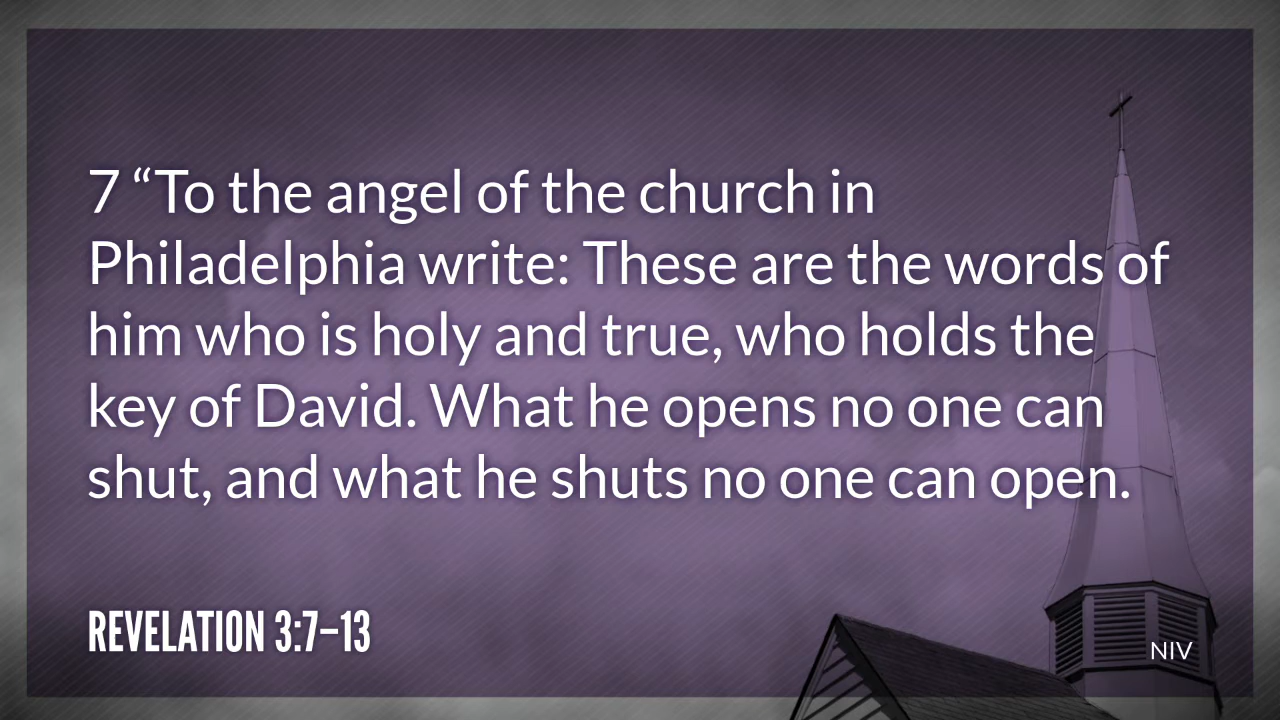 7 “To the angel of the church in
Philadelphia write: These are the words of
him who is holy and true, who holds the
key of David. What he opens no one can
shut, and what he shuts no one can open.
REVELATION 3:7–13
NIV